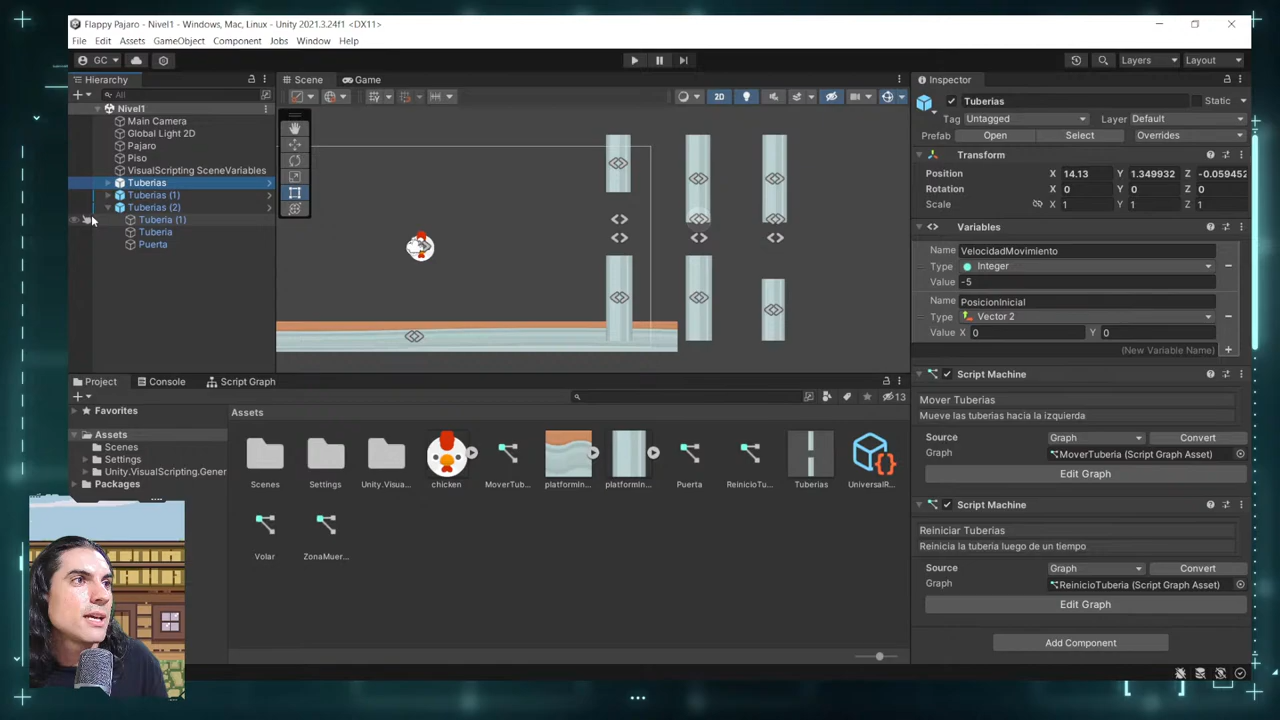 Flappy Pajaro - Nivel1 - Windows, Mac, Linux - Unity 2021.3.24f1 <DX11>
File Edit Assets GameObject Component Jobs Window Help
GC
Layers Layout
Hierarchy
All
Nivel1
Main Camera
Global Light 2D
Pajaro
Piso
VisualScripting SceneVariables
Tuberias
Tuberias (1)
Tuberias (2)
Tuberia (1)
Tuberia
Puerta
Scene Game
2D
Inspector
Tuberias
Static
Tag Untagged Layer Default
Prefab Open Select Overrides
Transform
Position X 14.13 Y 1.349932 Z -0.059452
Rotation X 0 Y 0 Z 0
Scale X 1 Y 1 Z 1
Variables
Name VelocidadMovimiento
Type Integer
Value -5
Name PosicionInicial
Type Vector 2
Value X 0 Y 0
(New Variable Name)
Script Machine
Mover Tuberias
Mueve las tuberias hacia la izquierda
Source Graph Convert
Graph MoverTuberia (Script Graph Asset)
Edit Graph
Script Machine
Reiniciar Tuberias
Reinicia la tuberia luego de un tiempo
Source Graph Convert
Graph ReinicioTuberia (Script Graph Asset)
Edit Graph
Add Component
Project Console Script Graph
13
Favorites
Assets
Scenes
Settings
Unity.VisualScripting.Gener
Packages
Assets
Scenes Settings Unity.Visua... chicken MoverTub... platformIn... platformIn... Puerta ReinicioTu... Tuberias UniversalR...
Volar ZonaMuer...